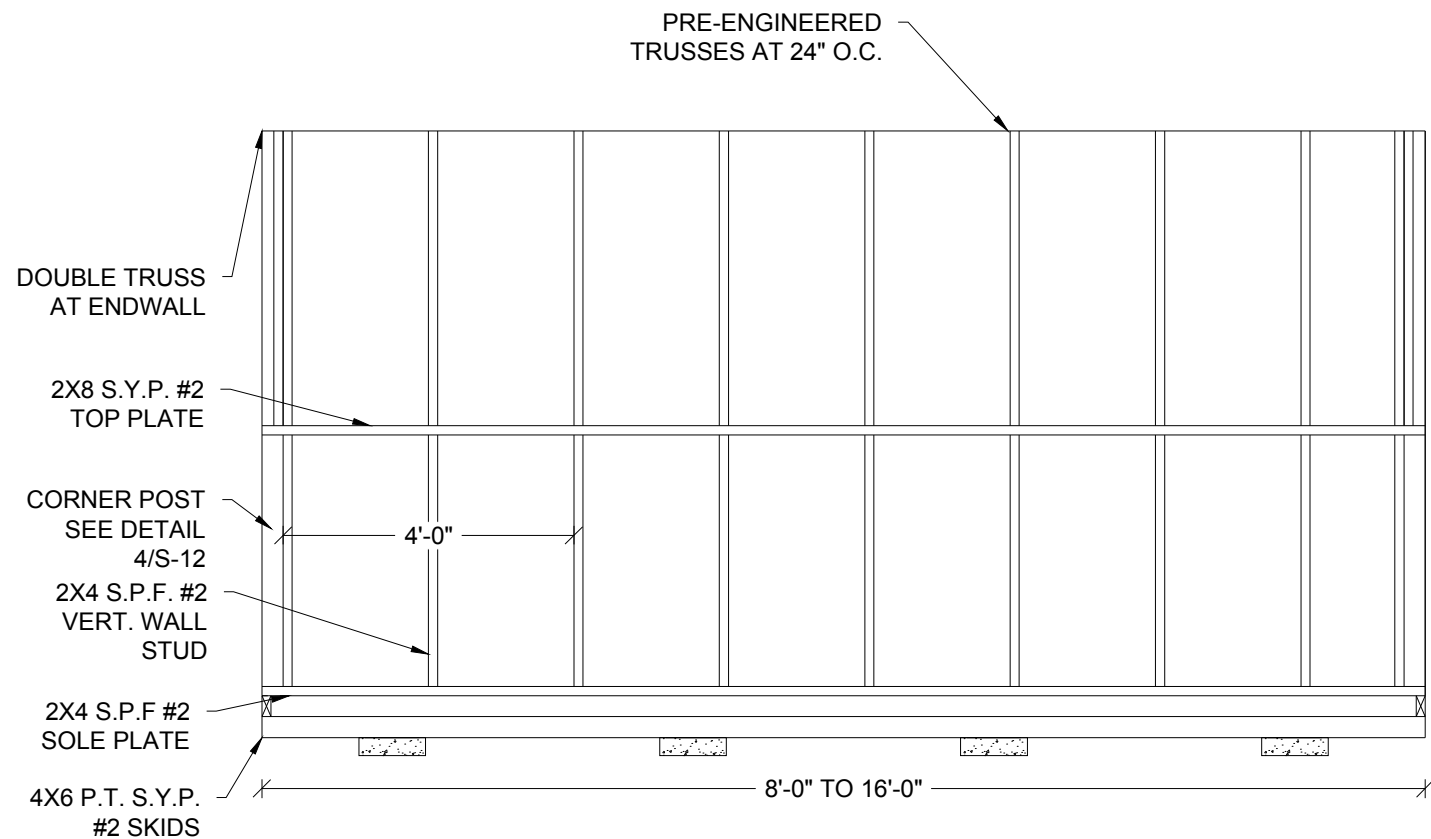 PRE-ENGINEERED
TRUSSES AT 24" O.C.
DOUBLE TRUSS
AT ENDWALL
2X8 S.Y.P. #2
TOP PLATE
CORNER POST
SEE DETAIL
4/S-12
4'-0"
2X4 S.P.F. #2
VERT. WALL
STUD
2X4 S.P.F #2
SOLE PLATE
4X6 P.T. S.Y.P.
#2 SKIDS
8'-0" TO 16'-0"